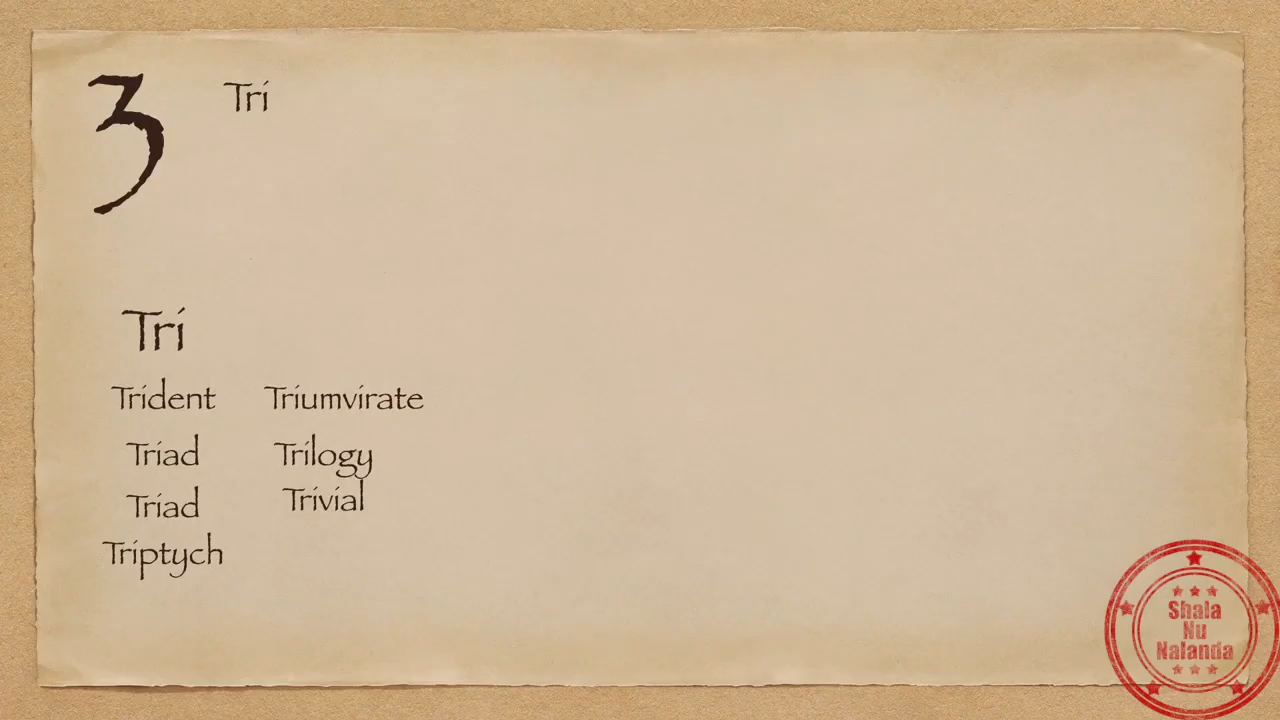 3 Tri
Tri
Trident Triumvirate
Triad Trilogy
Triad Trivial
Triptych
Shala
Nu
Nalanda